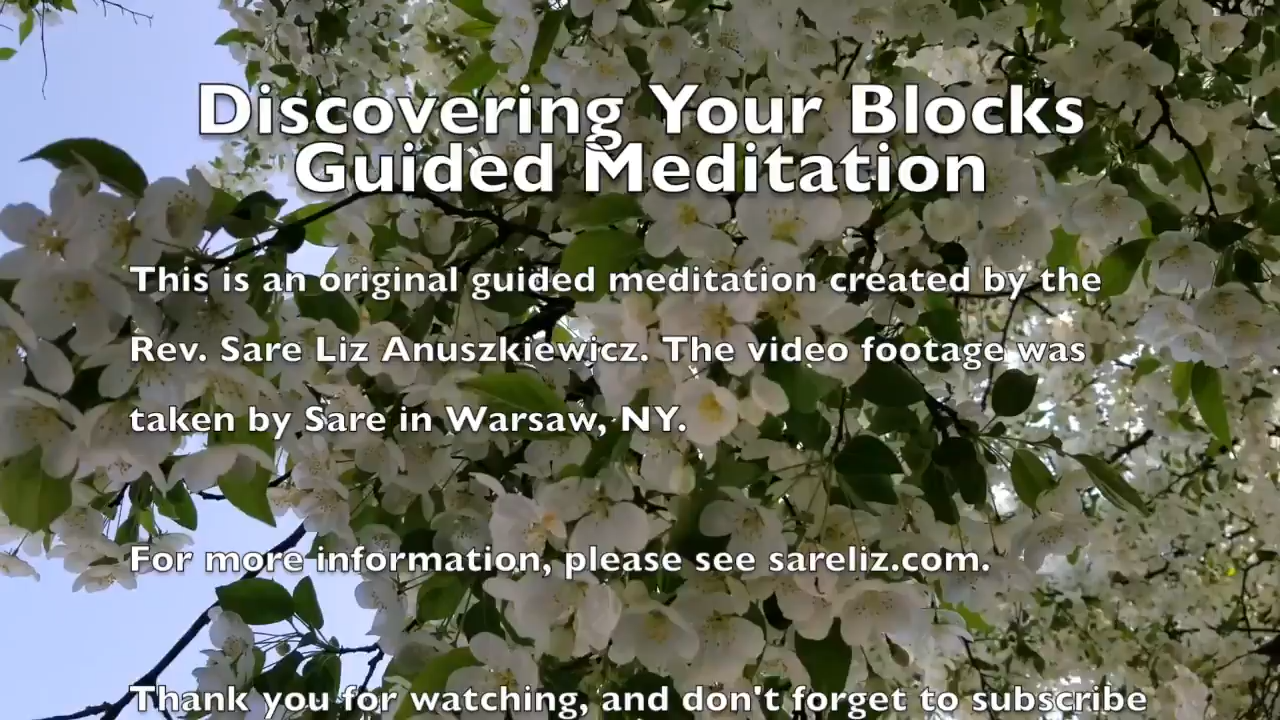 Discovering Your Blocks
Guided Meditation
This is an original guided meditation created by the
Rev. Sare Liz Anuszkiewicz. The video footage was
taken by Sare in Warsaw, NY.
For more information, please see sareliz.com.
Thank you for watching, and don't forget to subscribe